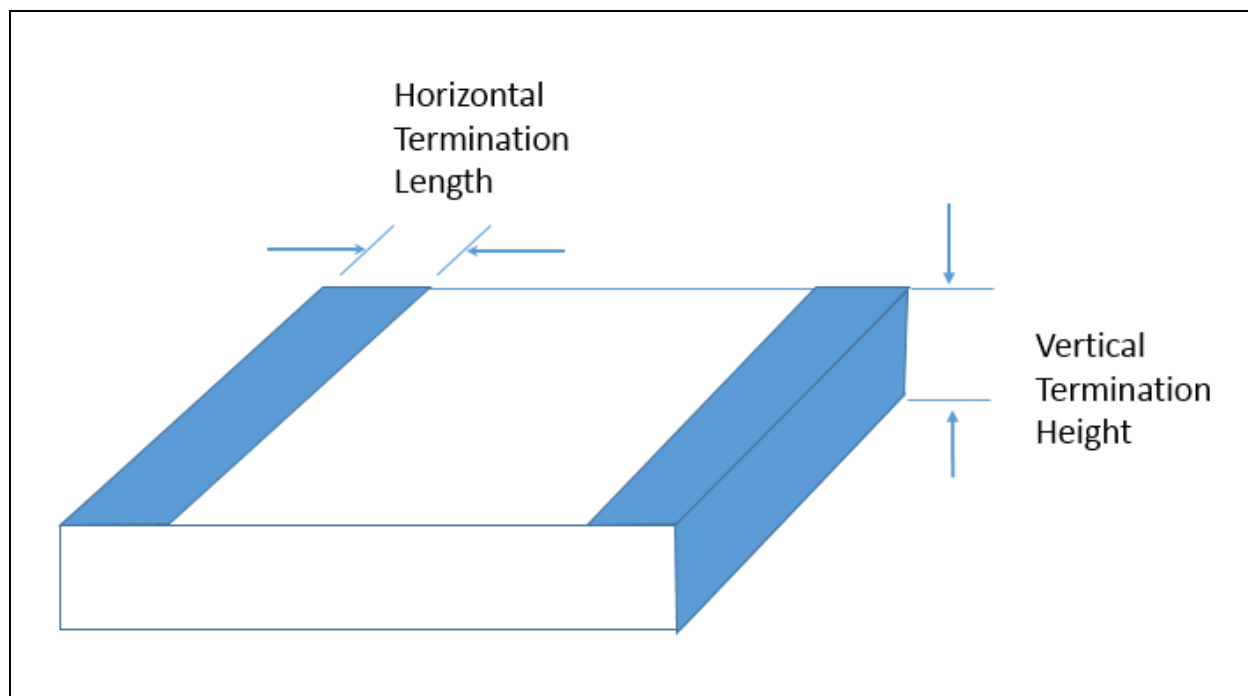 Horizontal
Termination
Length
Vertical
Termination
Height